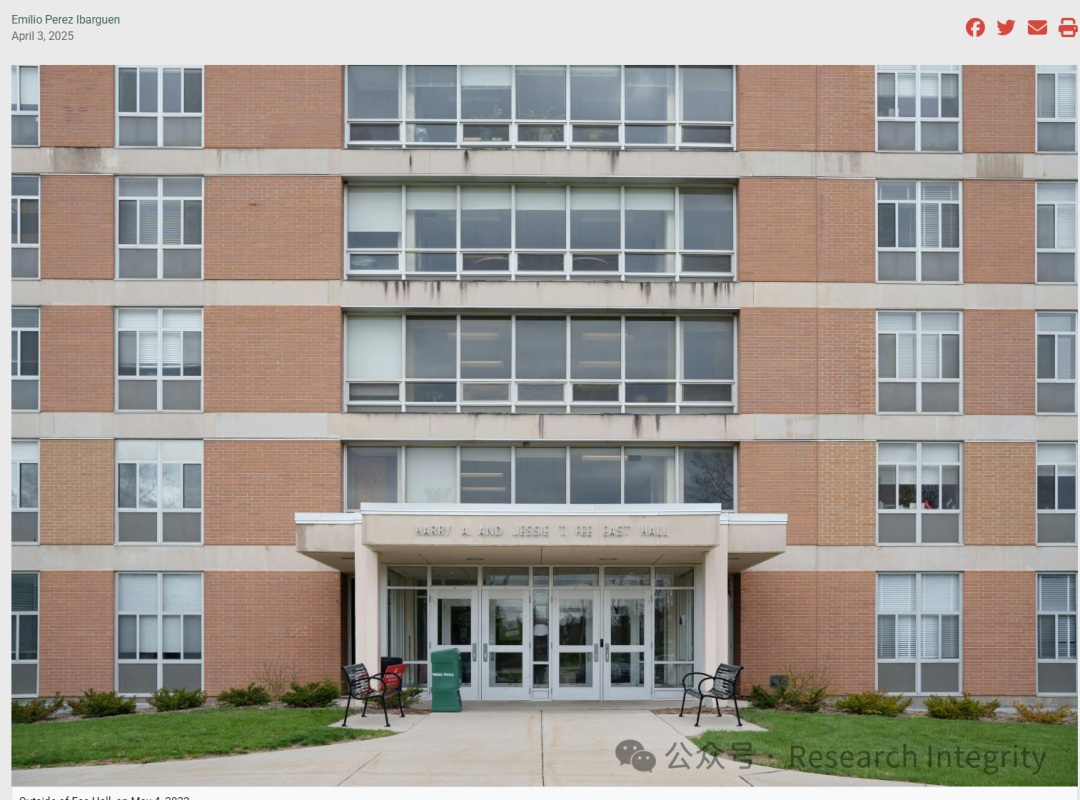 Emilio Perez Ibarguen
April 3, 2025
HARRY A. AND JESSIE T. FEE EAST HALL
公众号 Research Integrity